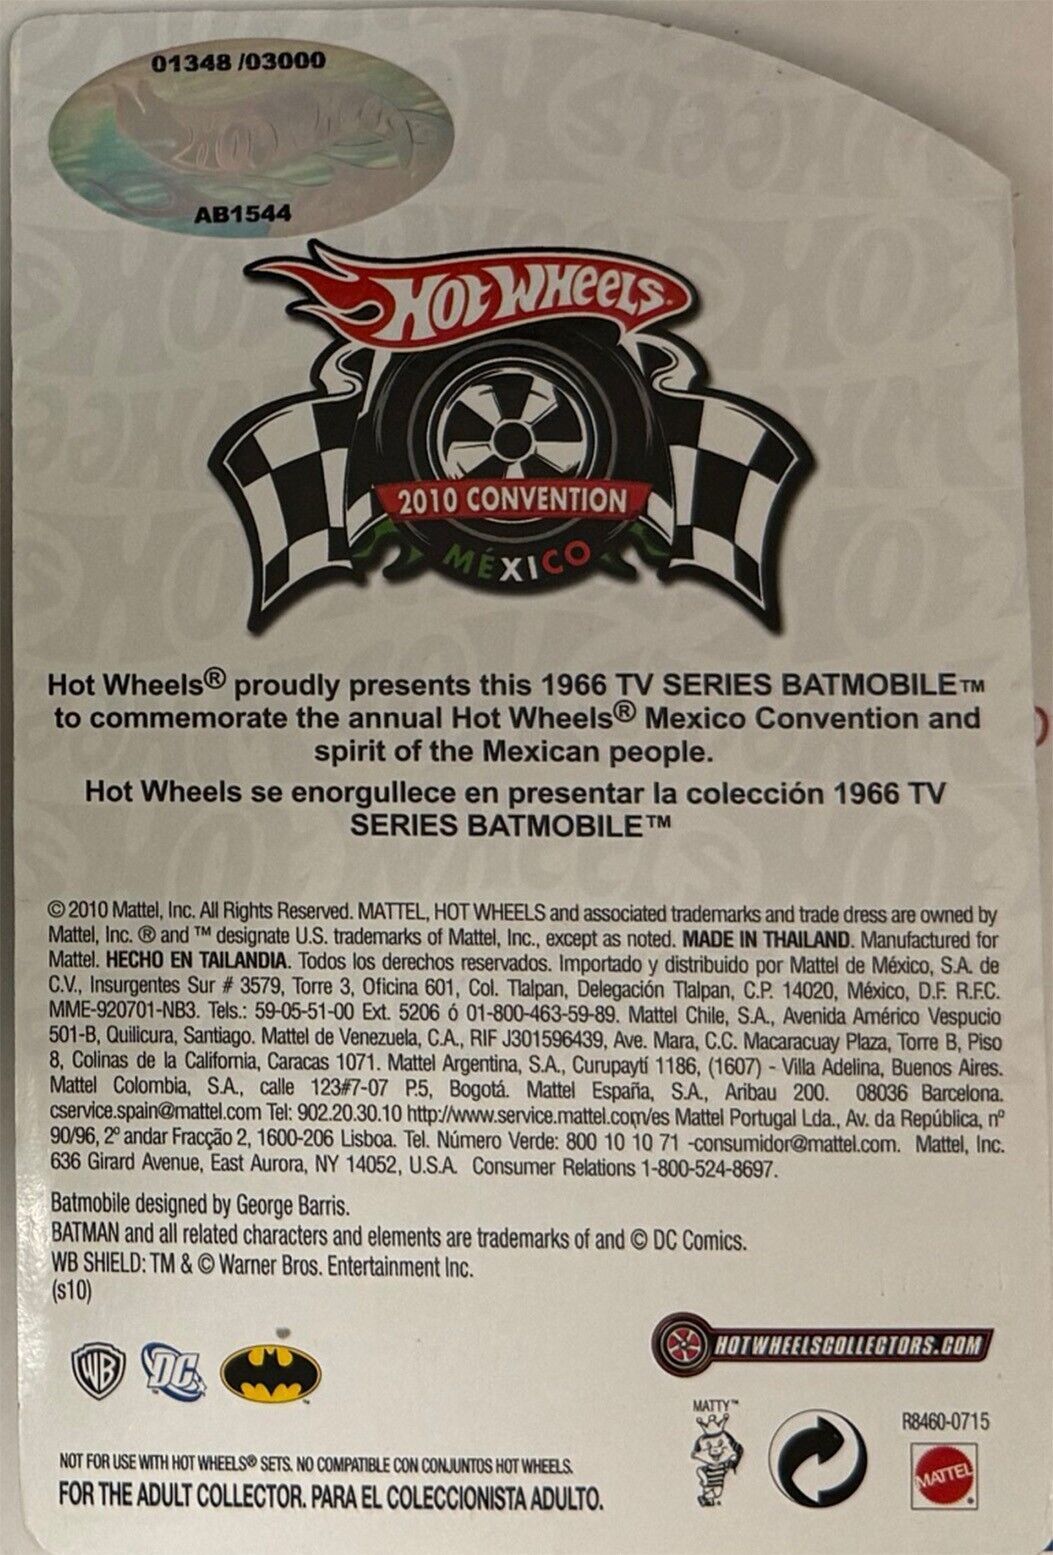 01348 /03000
Hot Wheels
AB1544
HOT WHEELS
2010 CONVENTION
MÉXICO
Hot Wheels® proudly presents this 1966 TV SERIES BATMOBILE™
to commemorate the annual Hot Wheels® Mexico Convention and
spirit of the Mexican people.
Hot Wheels se enorgullece en presentar la colección 1966 TV
SERIES BATMOBILE™
© 2010 Mattel, Inc. All Rights Reserved. MATTEL, HOT WHEELS and associated trademarks and trade dress are owned by
Mattel, Inc. ® and ™ designate U.S. trademarks of Mattel, Inc., except as noted. MADE IN THAILAND. Manufactured for
Mattel. HECHO EN TAILANDIA. Todos los derechos reservados. Importado y distribuido por Mattel de México, S.A. de
C.V., Insurgentes Sur # 3579, Torre 3, Oficina 601, Col. Tlalpan, Delegación Tlalpan, C.P. 14020, México, D.F. R.F.C.
MME-920701-NB3. Tels.: 59-05-51-00 Ext. 5206 ó 01-800-463-59-89. Mattel Chile, S.A., Avenida Américo Vespucio
501-B, Quilicura, Santiago. Mattel de Venezuela, C.A., RIF J301596439, Ave. Mara, C.C. Macaracuay Plaza, Torre B, Piso
8, Colinas de la California, Caracas 1071. Mattel Argentina, S.A., Curupaytí 1186, (1607) - Villa Adelina, Buenos Aires.
Mattel Colombia, S.A., calle 123#7-07 P.5, Bogotá. Mattel España, S.A., Aribau 200. 08036 Barcelona.
cservice.spain@mattel.com Tel: 902.20.30.10 http://www.service.mattel.com/es Mattel Portugal Lda., Av. da República, nº
90/96, 2º andar Fracção 2, 1600-206 Lisboa. Tel. Número Verde: 800 10 10 71 -consumidor@mattel.com. Mattel, Inc.
636 Girard Avenue, East Aurora, NY 14052, U.S.A. Consumer Relations 1-800-524-8697.
Batmobile designed by George Barris.
BATMAN and all related characters and elements are trademarks of and © DC Comics.
WB SHIELD: TM & © Warner Bros. Entertainment Inc.
(s10)
WB DC
HOTWHEELSCOLLECTORS.COM
MATTY™
R8460-0715
MATTEL
NOT FOR USE WITH HOT WHEELS® SETS. NO COMPATIBLE CON CONJUNTOS HOT WHEELS.
FOR THE ADULT COLLECTOR. PARA EL COLECCIONISTA ADULTO.